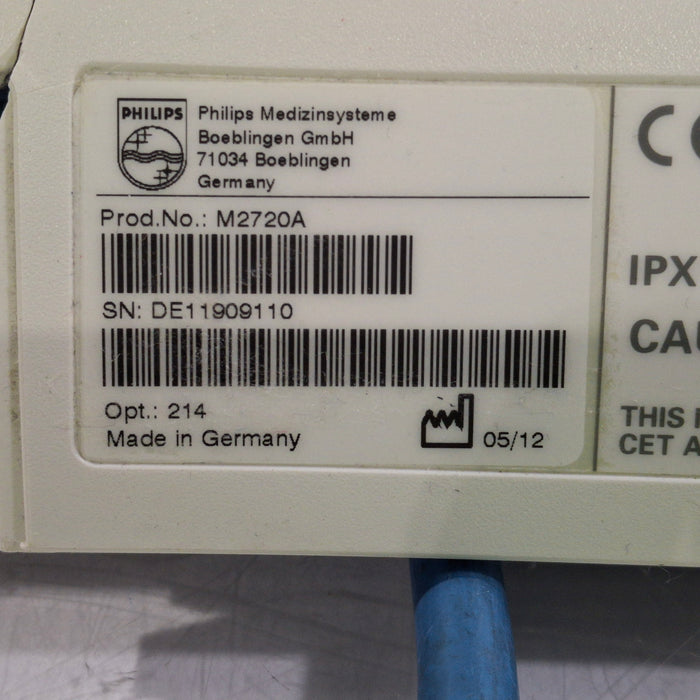 PHILIPS
Philips Medizinsysteme
Boeblingen GmbH
71034 Boeblingen
Germany
Prod.No.: M2720A
SN: DE11909110
Opt.: 214
Made in Germany
05/12
C
IPX
CAU
THIS
CET A